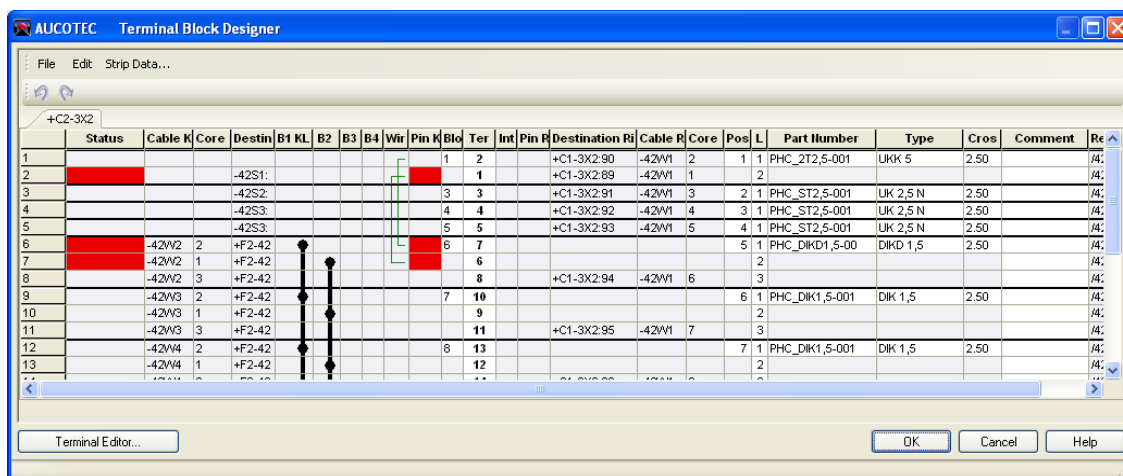 AUCOTEC Terminal Block Designer
File Edit Strip Data...
+C2-3X2
Status Cable K Core Destin B1 KL B2 B3 B4 Wir Pin K Blo Ter Int Pin R Destination Ri Cable R Core Pos L Part Number Type Cros Comment Re
1 1 2 +C1-3X2:90 -42W1 2 1 1 PHC_2T2,5-001 UKK 5 2.50 /42
2 -42S1: 1 +C1-3X2:89 -42W1 1 2 /42
3 -42S2: 3 3 +C1-3X2:91 -42W1 3 2 1 PHC_ST2,5-001 UK 2,5 N 2.50 /42
4 -42S3: 4 4 +C1-3X2:92 -42W1 4 3 1 PHC_ST2,5-001 UK 2,5 N 2.50 /42
5 -42S3: 5 5 +C1-3X2:93 -42W1 5 4 1 PHC_ST2,5-001 UK 2,5 N 2.50 /42
6 -42W2 2 +F2-42 6 7 5 1 PHC_DIKD1,5-00 DIKD 1,5 2.50 /42
7 -42W2 1 +F2-42 6 2 /42
8 -42W2 3 +F2-42 8 +C1-3X2:94 -42W1 6 3 /42
9 -42W3 2 +F2-42 7 10 6 1 PHC_DIK1,5-001 DIK 1,5 2.50 /42
10 -42W3 1 +F2-42 9 2 /42
11 -42W3 3 +F2-42 11 +C1-3X2:95 -42W1 7 3 /42
12 -42W4 2 +F2-42 8 13 7 1 PHC_DIK1,5-001 DIK 1,5 2.50 /42
13 -42W4 1 +F2-42 12 2 /42
Terminal Editor... OK Cancel Help